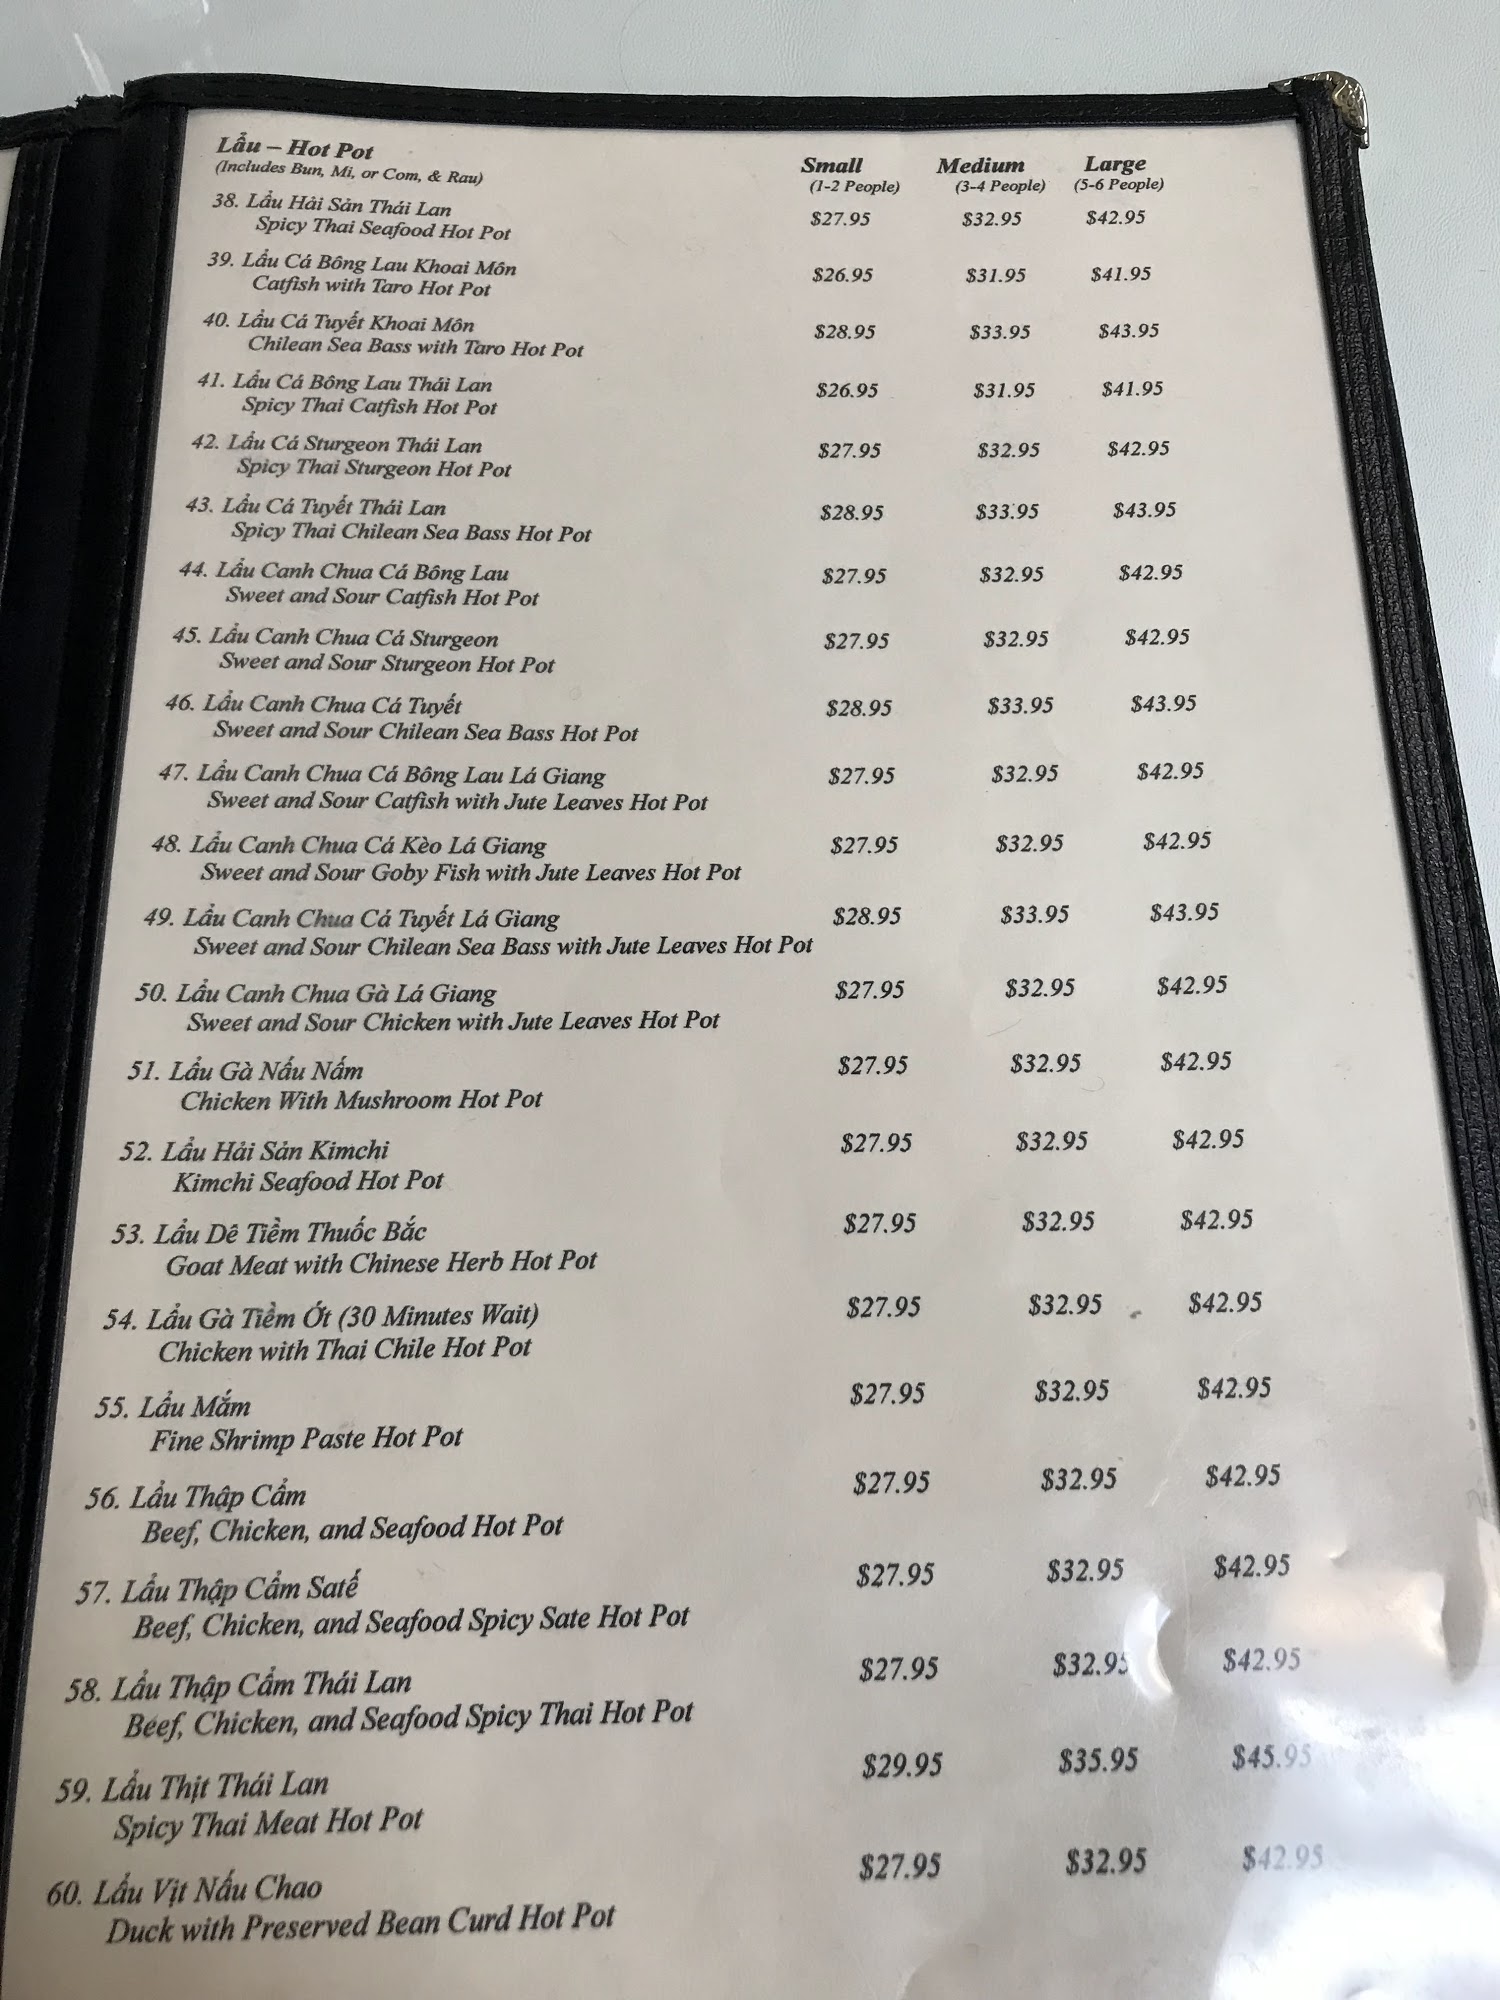 Lẩu – Hot Pot
(Includes Bun, Mi, or Com, & Rau)
Small Medium Large
(1-2 People) (3-4 People) (5-6 People)
38. Lẩu Hải Sản Thái Lan $27.95 $32.95 $42.95
Spicy Thai Seafood Hot Pot
39. Lẩu Cá Bông Lau Khoai Môn $26.95 $31.95 $41.95
Catfish with Taro Hot Pot
40. Lẩu Cá Tuyết Khoai Môn $28.95 $33.95 $43.95
Chilean Sea Bass with Taro Hot Pot
41. Lẩu Cá Bông Lau Thái Lan $26.95 $31.95 $41.95
Spicy Thai Catfish Hot Pot
42. Lẩu Cá Sturgeon Thái Lan $27.95 $32.95 $42.95
Spicy Thai Sturgeon Hot Pot
43. Lẩu Cá Tuyết Thái Lan $28.95 $33.95 $43.95
Spicy Thai Chilean Sea Bass Hot Pot
44. Lẩu Canh Chua Cá Bông Lau $27.95 $32.95 $42.95
Sweet and Sour Catfish Hot Pot
45. Lẩu Canh Chua Cá Sturgeon $27.95 $32.95 $42.95
Sweet and Sour Sturgeon Hot Pot
46. Lẩu Canh Chua Cá Tuyết $28.95 $33.95 $43.95
Sweet and Sour Chilean Sea Bass Hot Pot
47. Lẩu Canh Chua Cá Bông Lau Lá Giang $27.95 $32.95 $42.95
Sweet and Sour Catfish with Jute Leaves Hot Pot
48. Lẩu Canh Chua Cá Kèo Lá Giang $27.95 $32.95 $42.95
Sweet and Sour Goby Fish with Jute Leaves Hot Pot
49. Lẩu Canh Chua Cá Tuyết Lá Giang $28.95 $33.95 $43.95
Sweet and Sour Chilean Sea Bass with Jute Leaves Hot Pot
50. Lẩu Canh Chua Gà Lá Giang $27.95 $32.95 $42.95
Sweet and Sour Chicken with Jute Leaves Hot Pot
51. Lẩu Gà Nấu Nấm $27.95 $32.95 $42.95
Chicken With Mushroom Hot Pot
52. Lẩu Hải Sản Kimchi $27.95 $32.95 $42.95
Kimchi Seafood Hot Pot
53. Lẩu Dê Tiềm Thuốc Bắc $27.95 $32.95 $42.95
Goat Meat with Chinese Herb Hot Pot
54. Lẩu Gà Tiềm Ớt (30 Minutes Wait) $27.95 $32.95 $42.95
Chicken with Thai Chile Hot Pot
55. Lẩu Mắm $27.95 $32.95 $42.95
Fine Shrimp Paste Hot Pot
56. Lẩu Thập Cẩm $27.95 $32.95 $42.95
Beef, Chicken, and Seafood Hot Pot
57. Lẩu Thập Cẩm Satế $27.95 $32.95 $42.95
Beef, Chicken, and Seafood Spicy Sate Hot Pot
58. Lẩu Thập Cẩm Thái Lan $27.95 $32.95 $42.95
Beef, Chicken, and Seafood Spicy Thai Hot Pot
59. Lẩu Thịt Thái Lan $29.95 $35.95 $45.95
Spicy Thai Meat Hot Pot
60. Lẩu Vịt Nấu Chao $27.95 $32.95 $42.95
Duck with Preserved Bean Curd Hot Pot